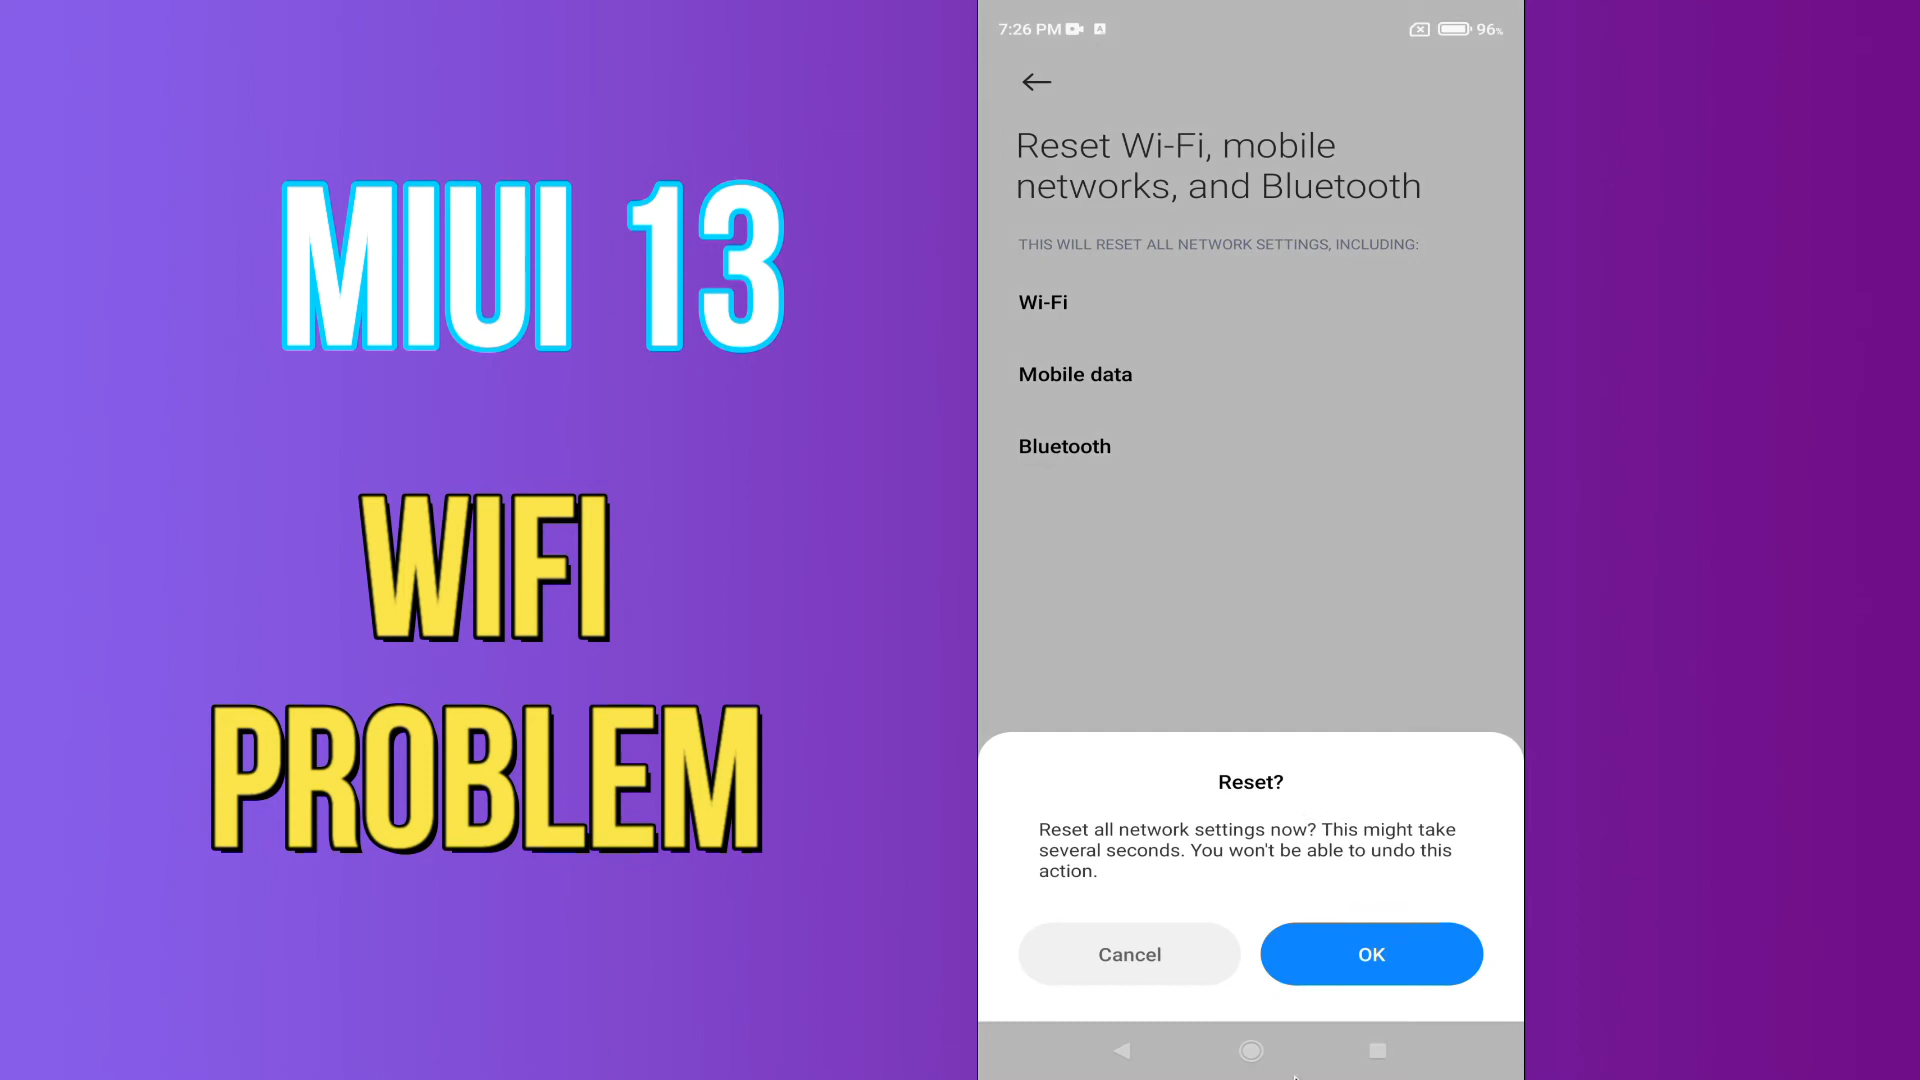 MIUI 13
WIFI
PROBLEM
7:26 PM
96%
Reset Wi-Fi, mobile
networks, and Bluetooth
THIS WILL RESET ALL NETWORK SETTINGS, INCLUDING:
Wi-Fi
Mobile data
Bluetooth
Reset?
Reset all network settings now? This might take
several seconds. You won't be able to undo this
action.
Cancel
OK